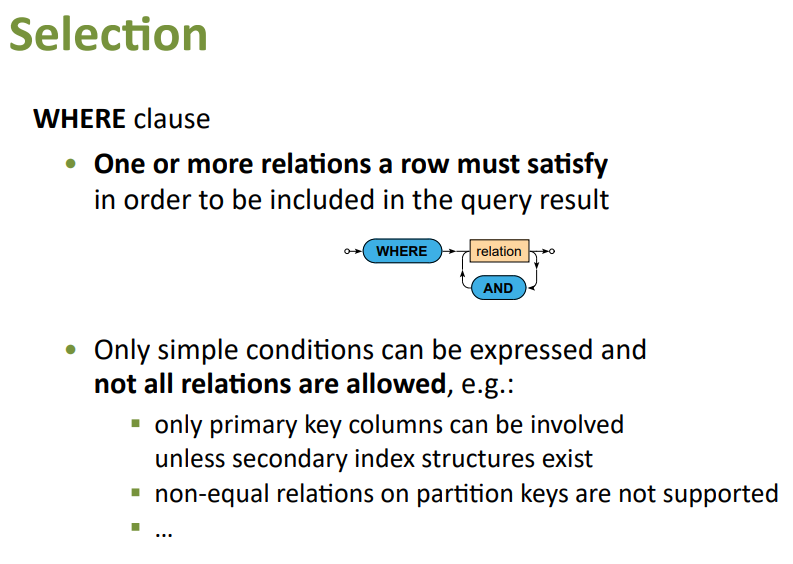 Selection
WHERE clause
• One or more relations a row must satisfy
in order to be included in the query result
WHERE relation
AND
• Only simple conditions can be expressed and
not all relations are allowed, e.g.:
▪ only primary key columns can be involved
unless secondary index structures exist
▪ non-equal relations on partition keys are not supported
▪ ...